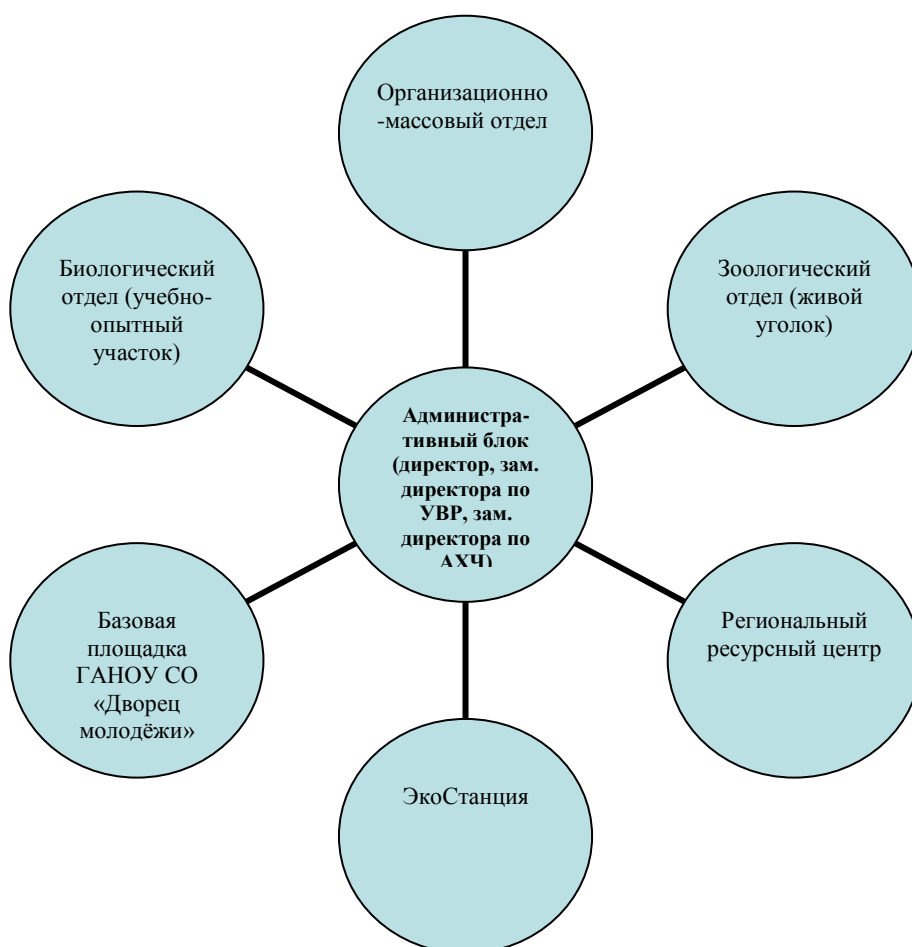 Организационно
-массовый отдел
Биологический
отдел (учебно-
опытный
участок)
Зоологический
отдел (живой
уголок)
Администра-
тивный блок
(директор, зам.
директора по
УВР, зам.
директора по
АХЧ)
Базовая
площадка
ГАНОУ СО
«Дворец
молодёжи»
Региональный
ресурсный центр
ЭкоСтанция